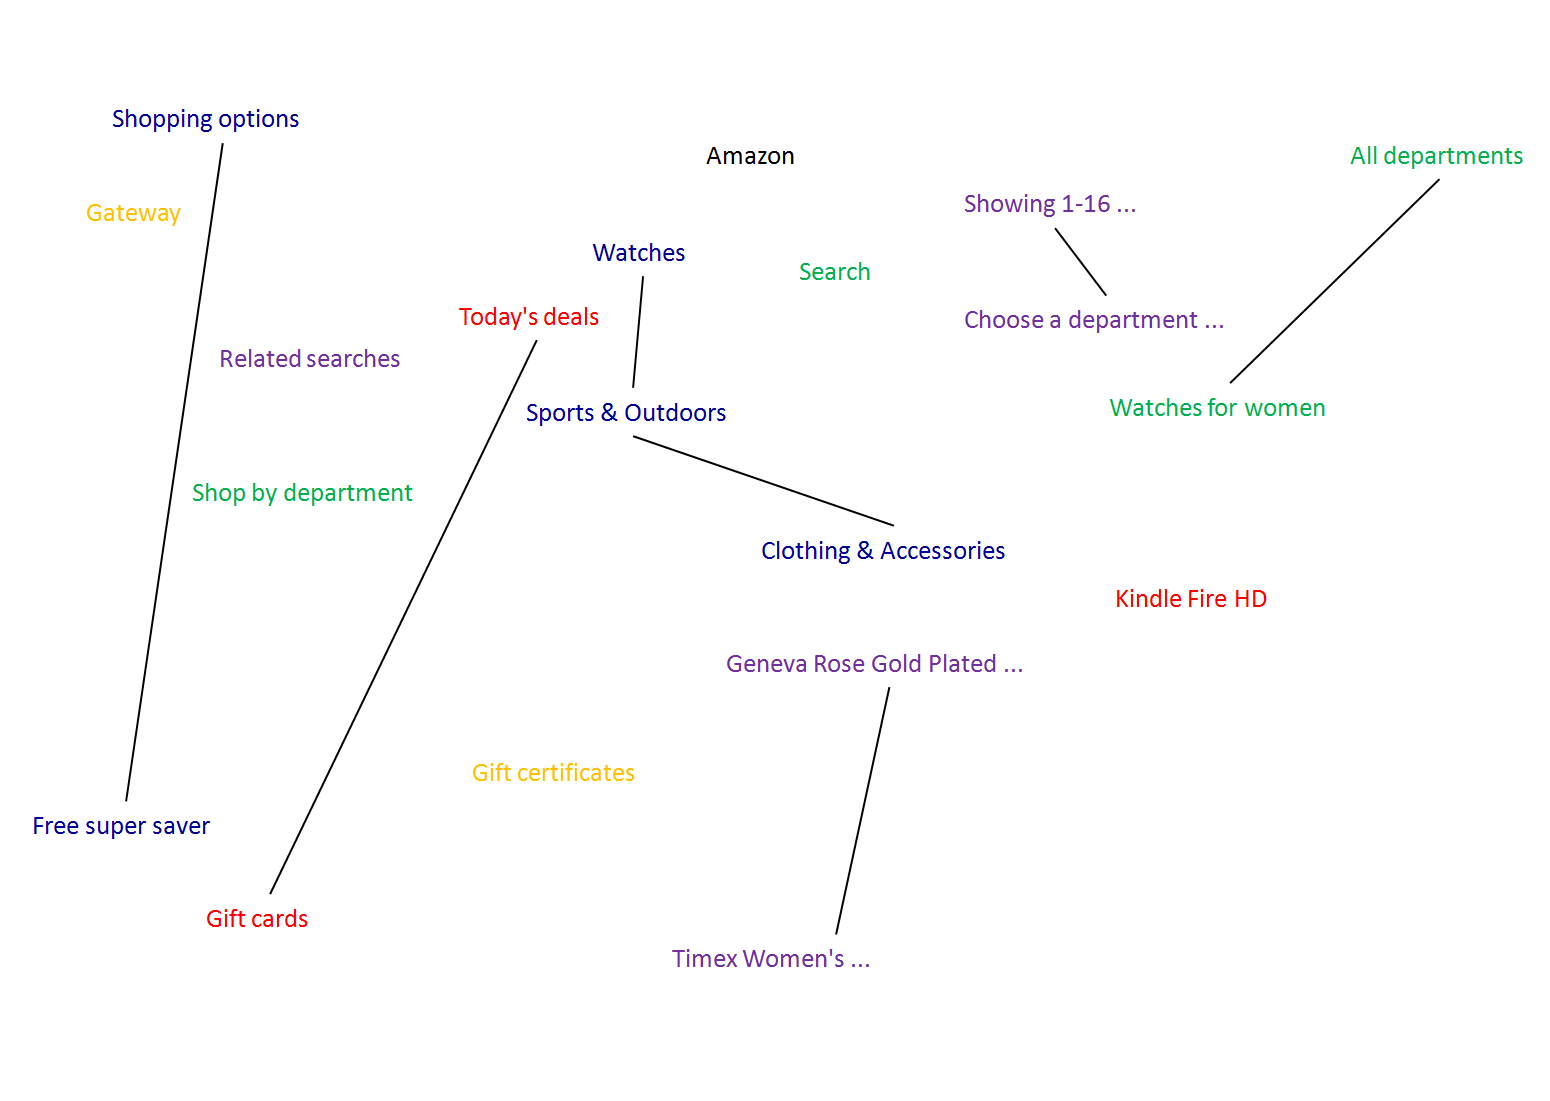 Shopping options
Amazon
All departments
Showing 1-16 ...
Gateway
Watches
Search
Today's deals
Choose a department ...
Related searches
Watches for women
Sports & Outdoors
Shop by department
Clothing & Accessories
Kindle Fire HD
Geneva Rose Gold Plated ...
Gift certificates
Free super saver
Gift cards
Timex Women's ...